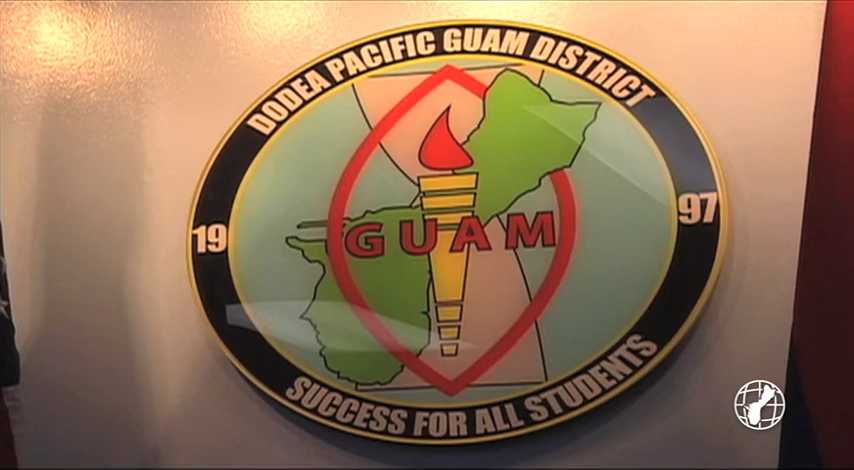 DODEA PACIFIC GUAM DISTRICT
19 97
GUAM
SUCCESS FOR ALL STUDENTS